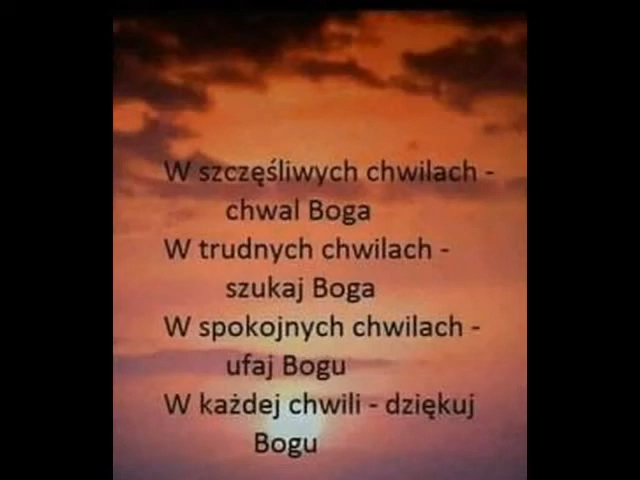 W szczęśliwych chwilach -
chwal Boga
W trudnych chwilach -
szukaj Boga
W spokojnych chwilach -
ufaj Bogu
W każdej chwili - dziękuj
Bogu